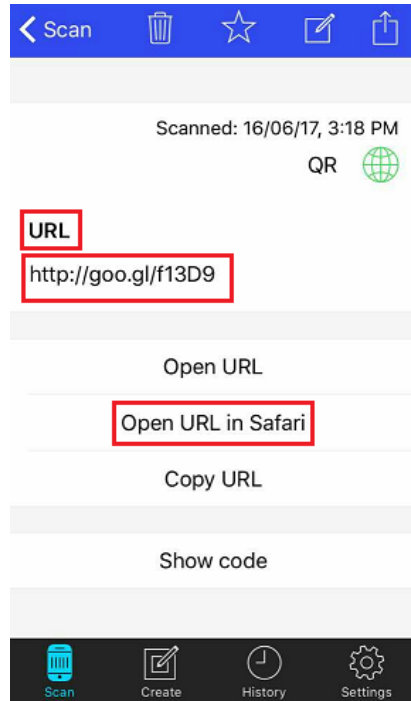 Scan
Scanned: 16/06/17, 3:18 PM
QR
URL
http://goo.gl/f13D9
Open URL
Open URL in Safari
Copy URL
Show code
Scan Create History Settings